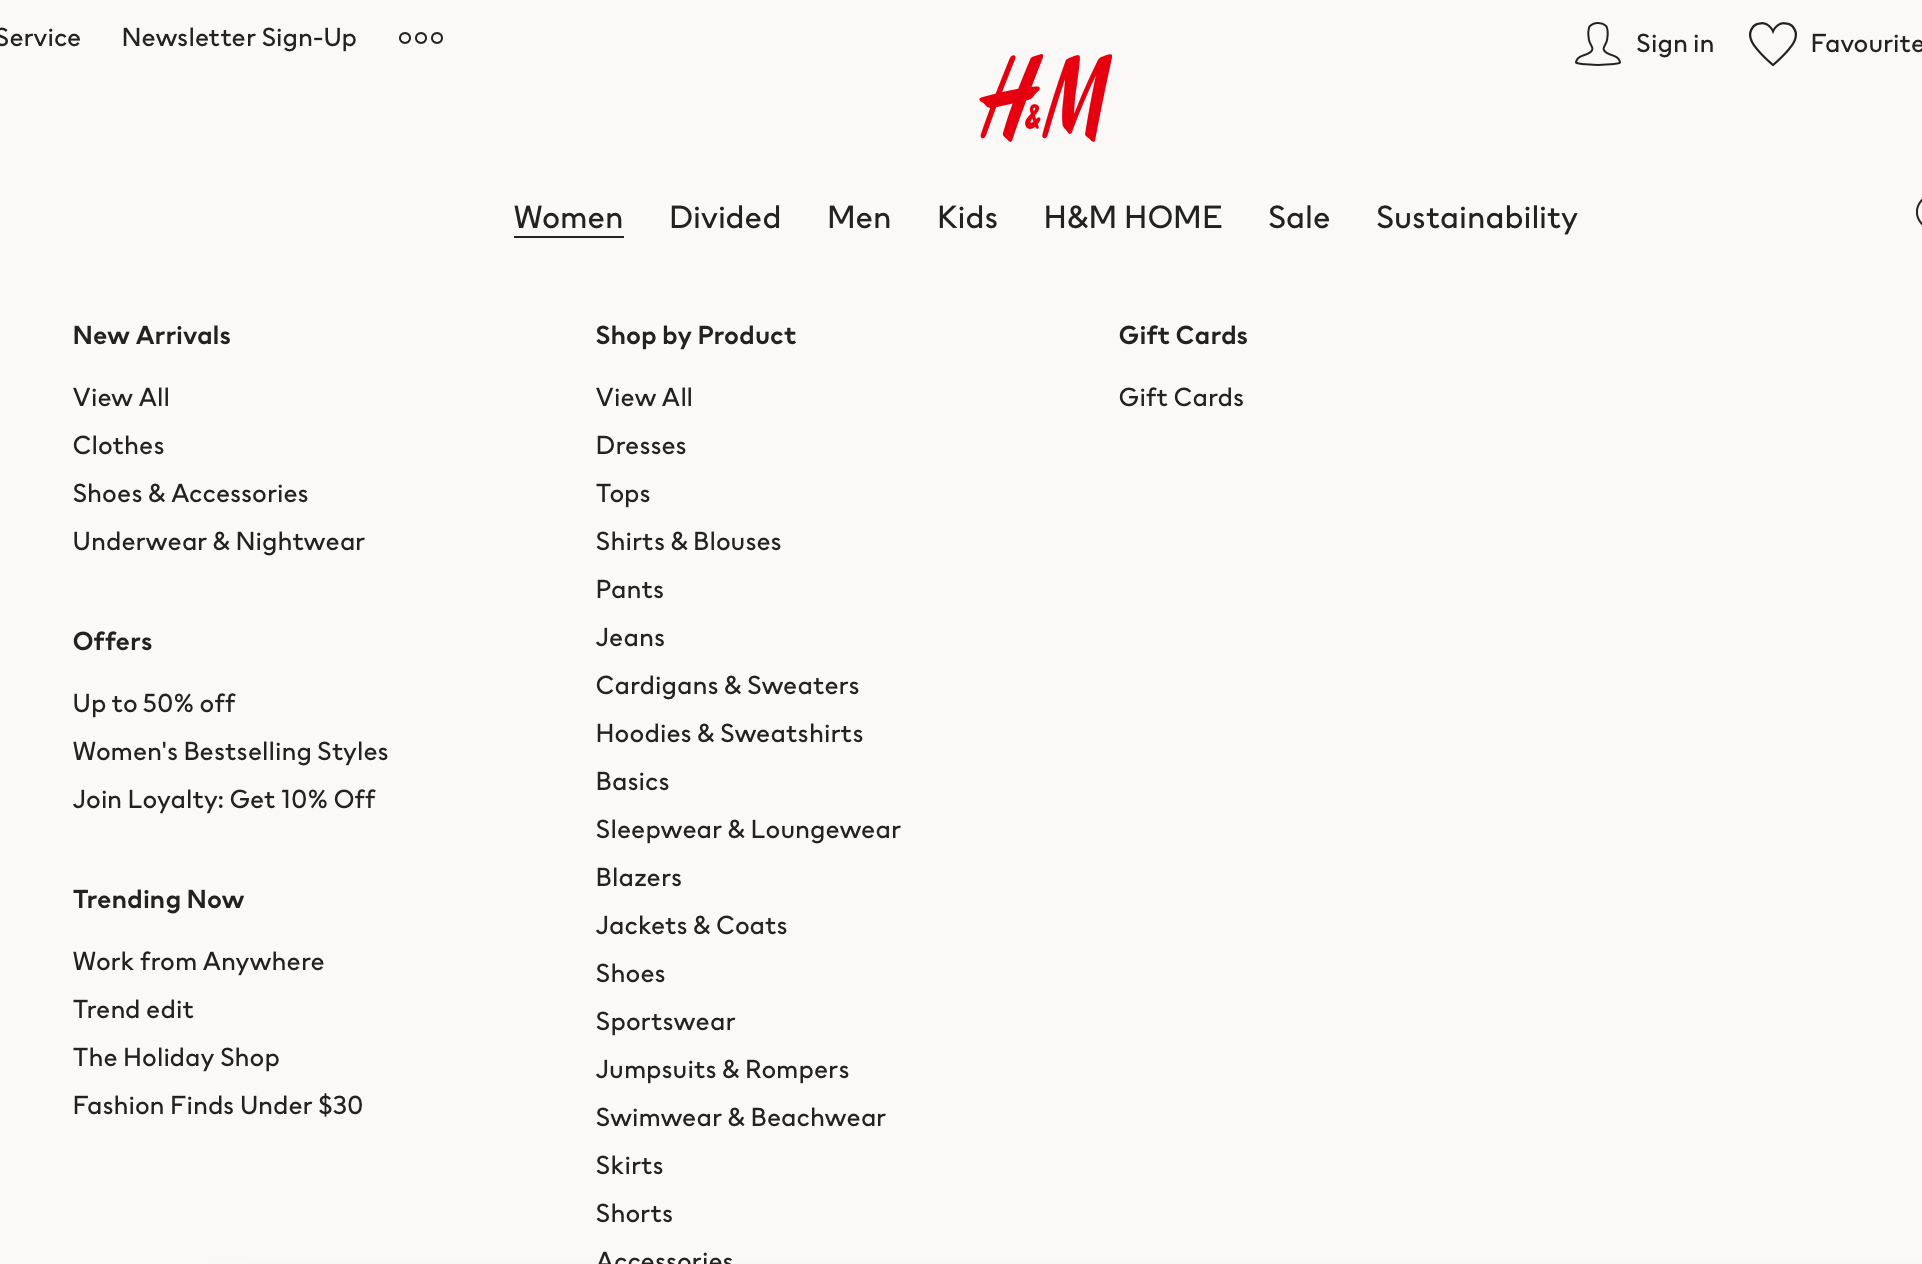 Service Newsletter Sign-Up
Sign in Favourite
H&M
Women Divided Men Kids H&M HOME Sale Sustainability
New Arrivals
View All
Clothes
Shoes & Accessories
Underwear & Nightwear
Offers
Up to 50% off
Women's Bestselling Styles
Join Loyalty: Get 10% Off
Trending Now
Work from Anywhere
Trend edit
The Holiday Shop
Fashion Finds Under $30
Shop by Product
View All
Dresses
Tops
Shirts & Blouses
Pants
Jeans
Cardigans & Sweaters
Hoodies & Sweatshirts
Basics
Sleepwear & Loungewear
Blazers
Jackets & Coats
Shoes
Sportswear
Jumpsuits & Rompers
Swimwear & Beachwear
Skirts
Shorts
Accessories
Gift Cards
Gift Cards